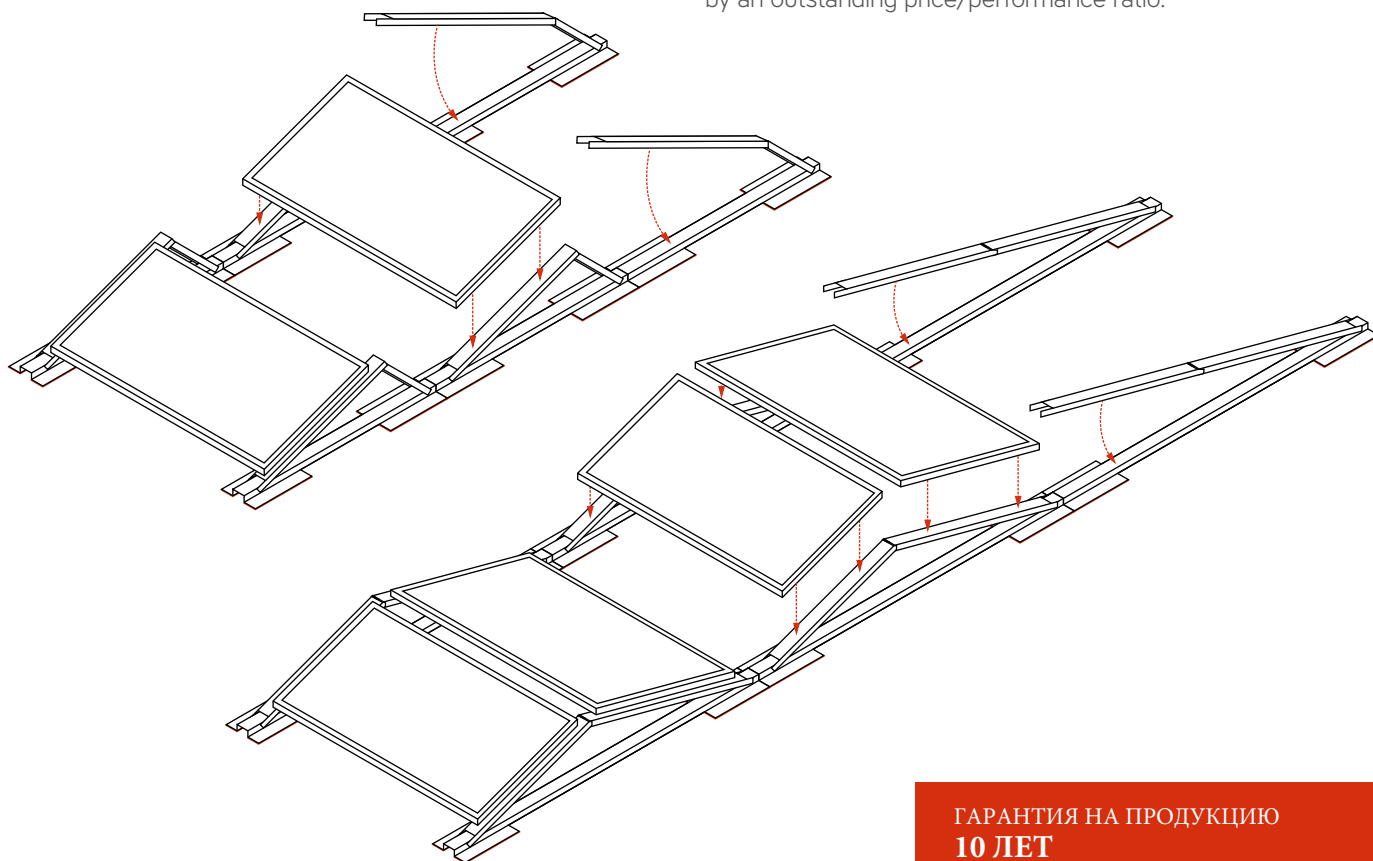 by an outstanding price/performance ratio.
ГАРАНТИЯ НА ПРОДУКЦИЮ
10 ЛЕТ